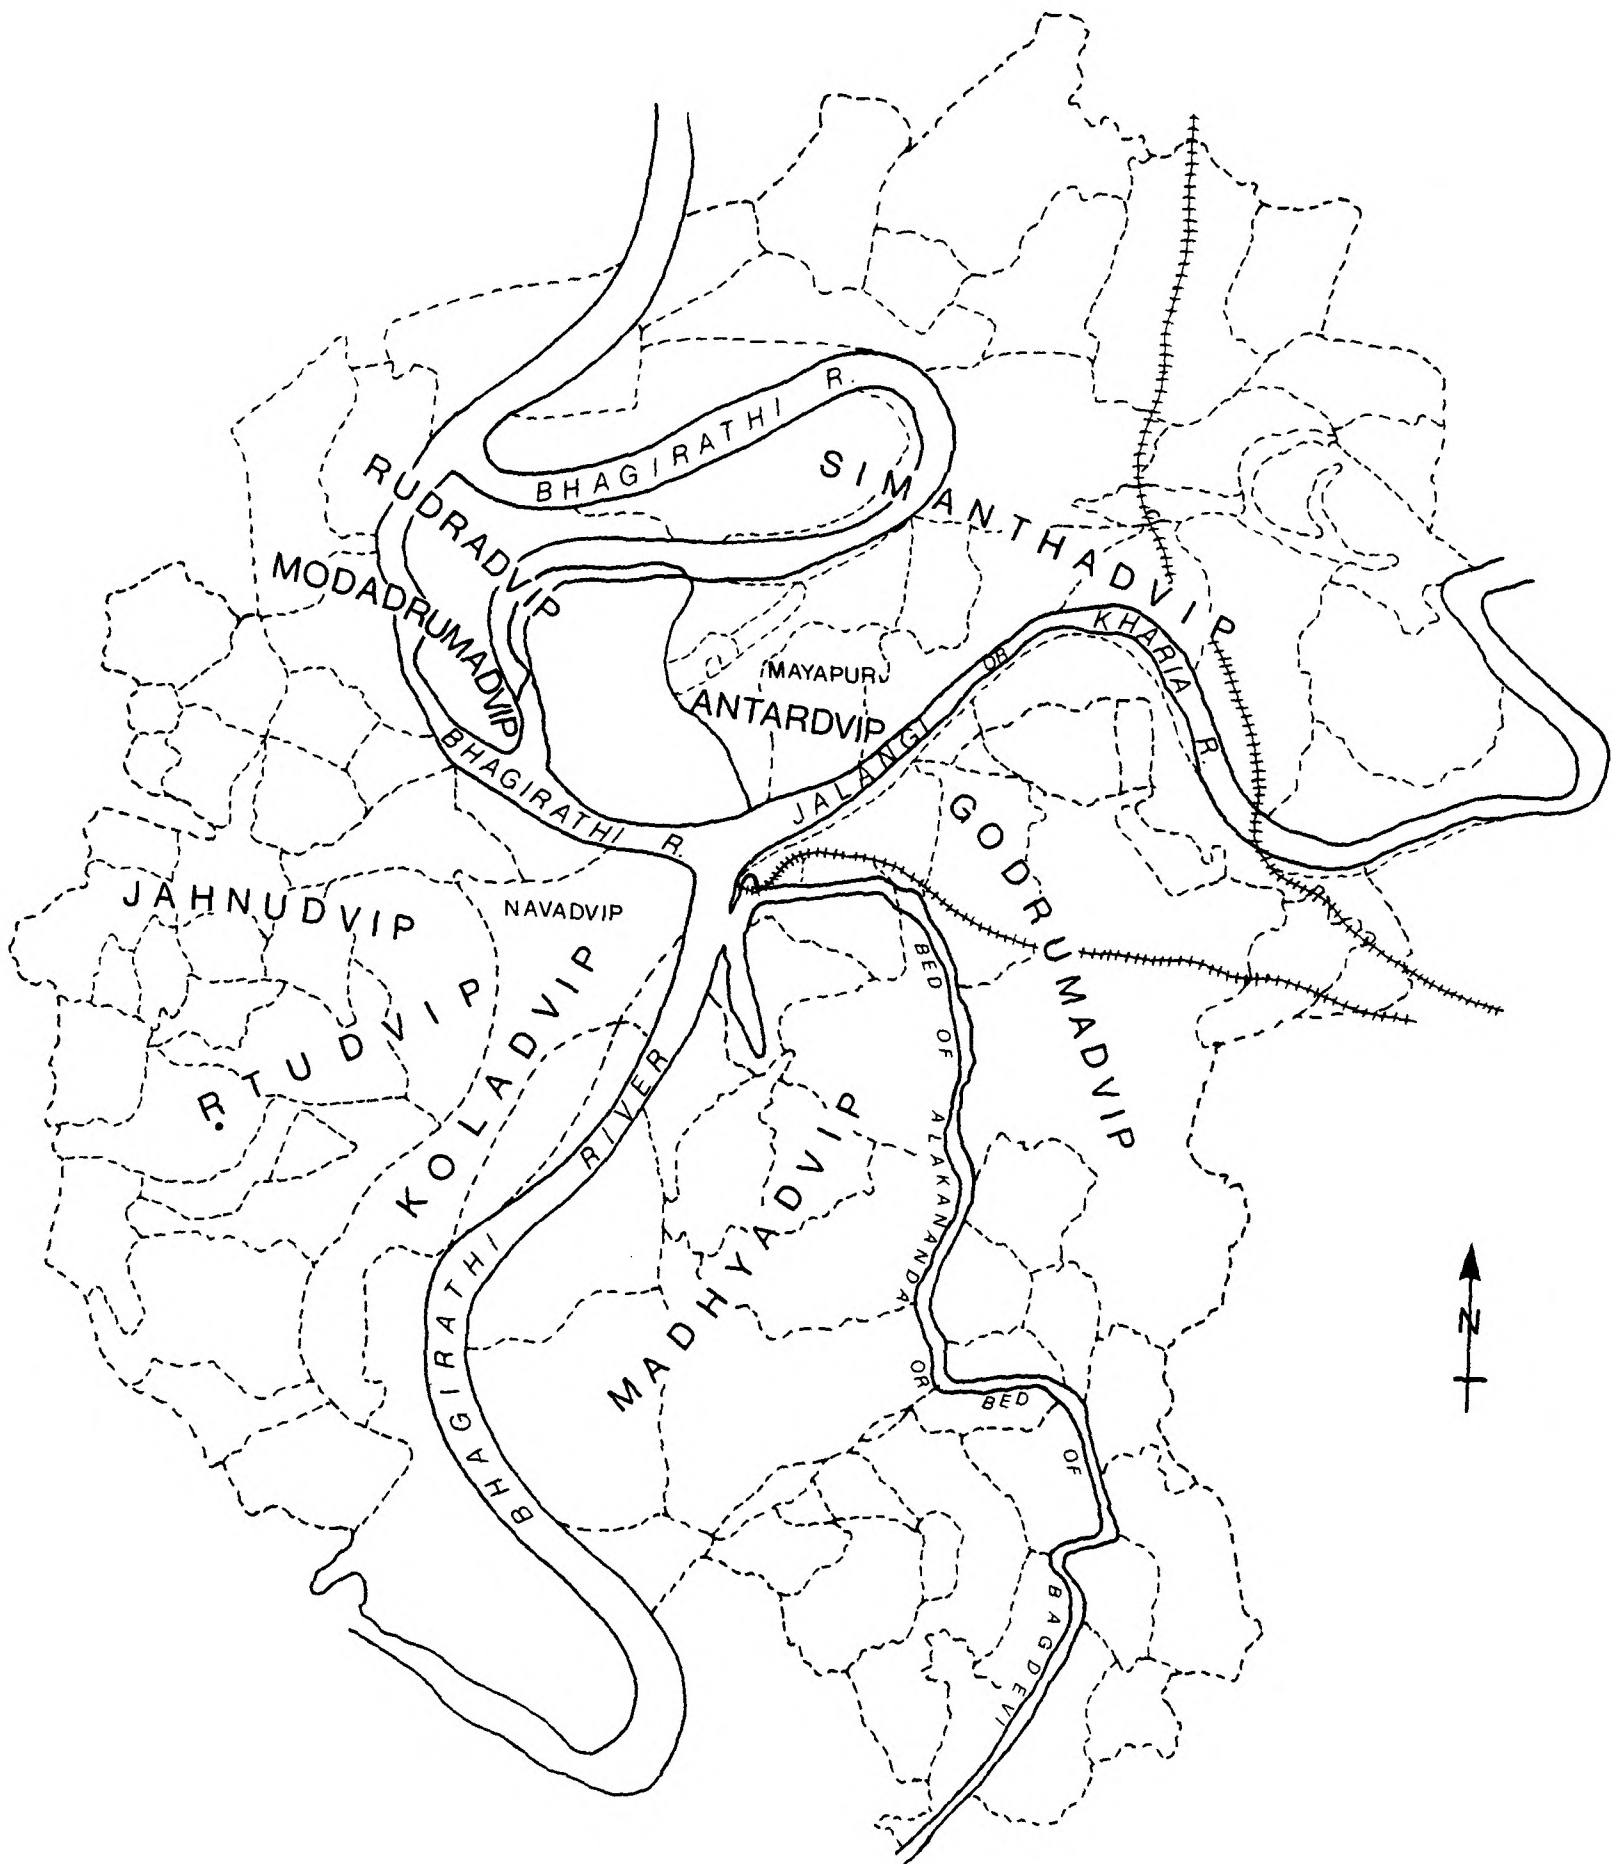 BHAGIRATHI R.
SIMANTHADVIP
RUDRADVIP
MODADRUMADVIP
KHARIA R.
OR
MAYAPUR
ANTARDVIP
JALANGI
BHAGIRATHI R.
GODRUMADVIP
JAHNUDVIP
NAVADVIP
ṚTUDVIP
KOLADVIP
BED OF ALAKANANDA
BHAGIRATHI RIVER
MADHYADVIP
N
OR BED OF BAGDEVI